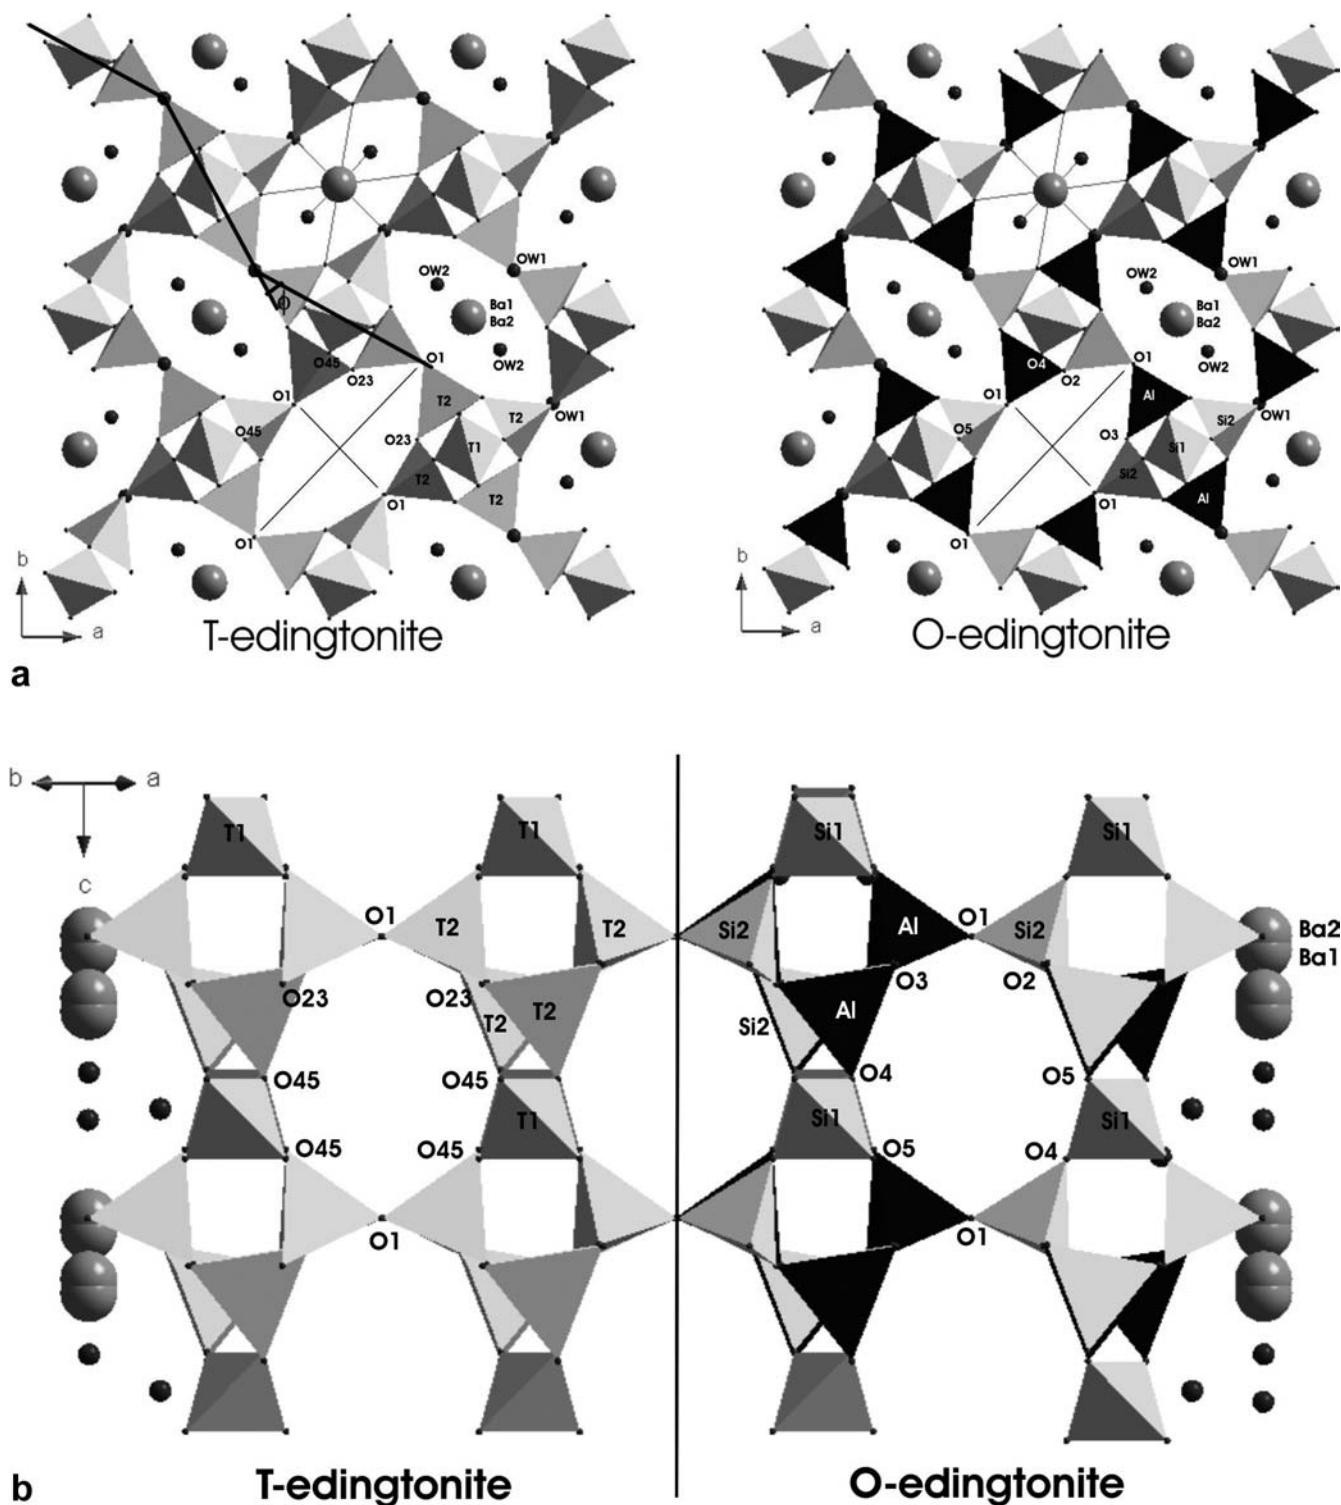 OW1
OW2
Ba1
Ba2
OW2
ϕ
O45
O23
O1
O1
T2
T2
OW1
O45
O23
T1
T2
T2
O1
O1
b
a
T-edingtonite
OW1
OW2
Ba1
Ba2
OW2
O4
O2
O1
O1
Al
Si2
OW1
O5
O3
Si1
Si2
Al
O1
O1
b
a
O-edingtonite
a
b
a
c
T1
T1
O1
T2
T2
O23
O23
T2
T2
O45
O45
T1
O45
O45
O1
Si1
Si1
Si2
Al
O1
Si2
Ba2
Ba1
O3
O2
Si2
Al
O4
O5
Si1
Si1
O5
O4
O1
b
T-edingtonite
O-edingtonite